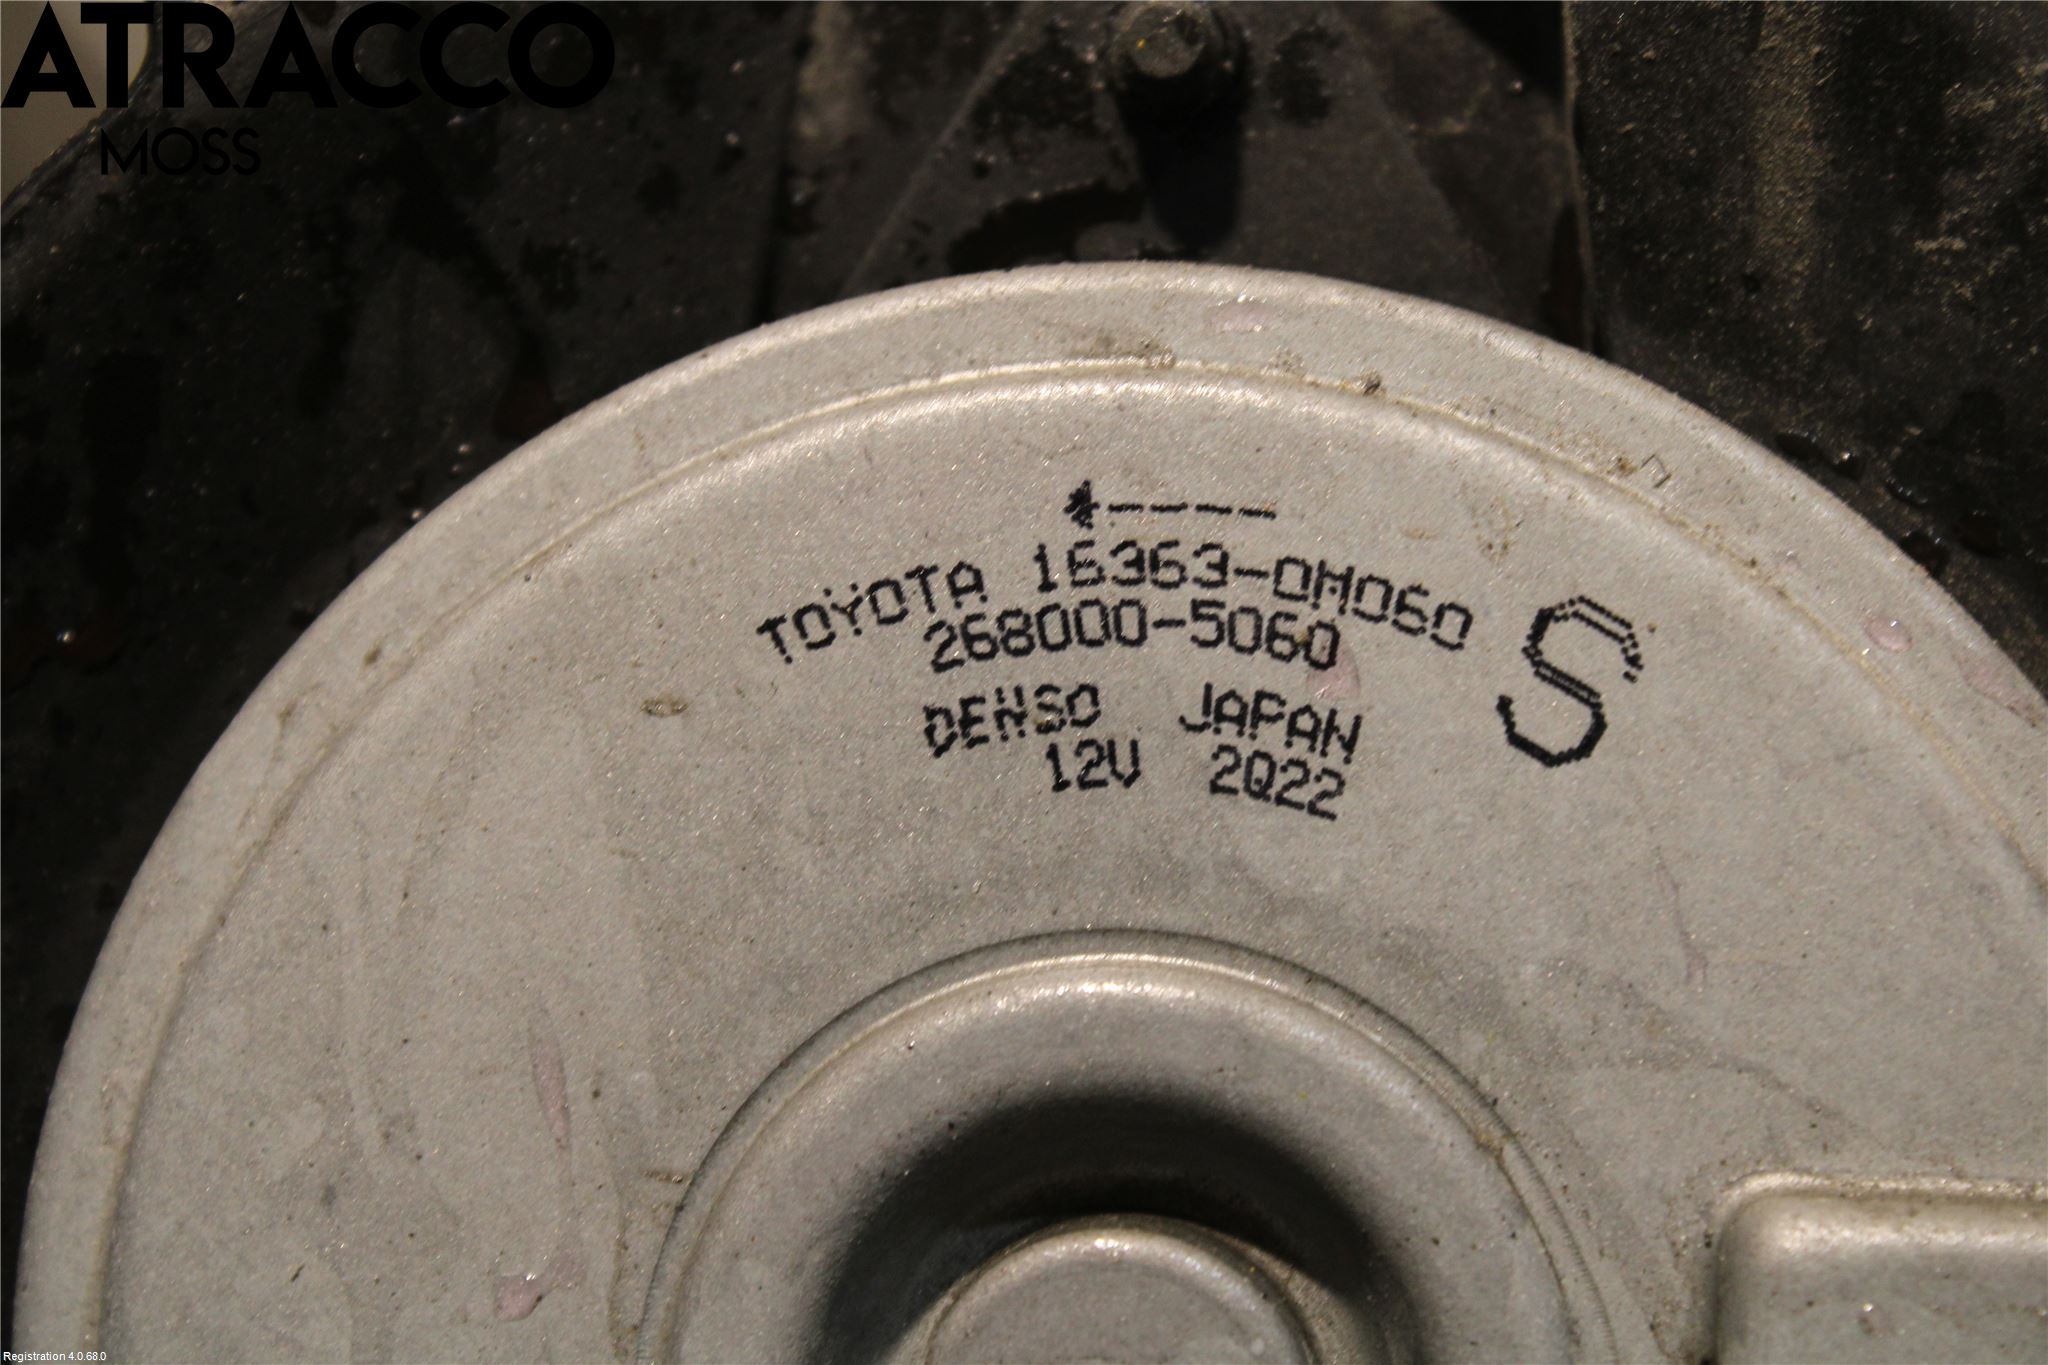 ATRACCO
MOSS
TOYOTA 16363-0M060
268000-5060
S
DENSO JAPAN
12V 2Q22
Registration 4.0.68.0